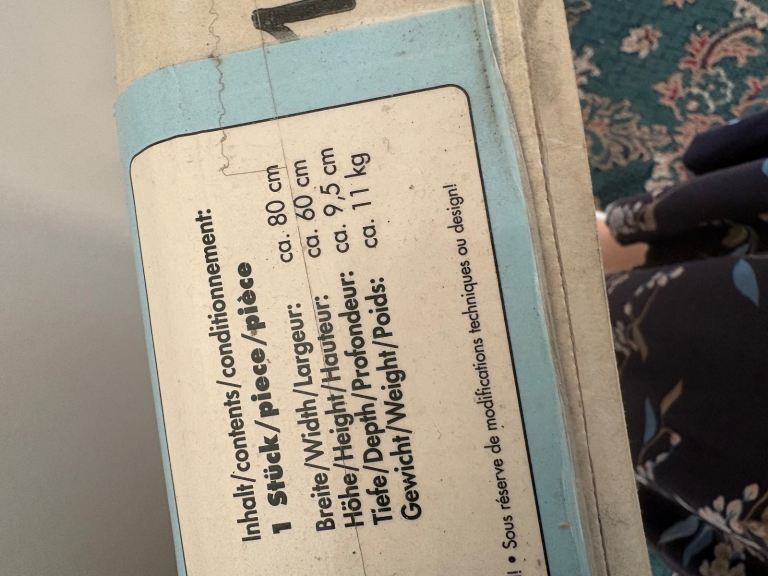 1
Inhalt/contents/conditionnement:
1 Stück/piece/pièce
Breite/Width/Largeur: ca. 80 cm
Höhe/Height/Hauteur: ca. 60 cm
Tiefe/Depth/Profondeur: ca. 9,5 cm
Gewicht/Weight/Poids: ca. 11 kg
! • Sous réserve de modifications techniques ou design!